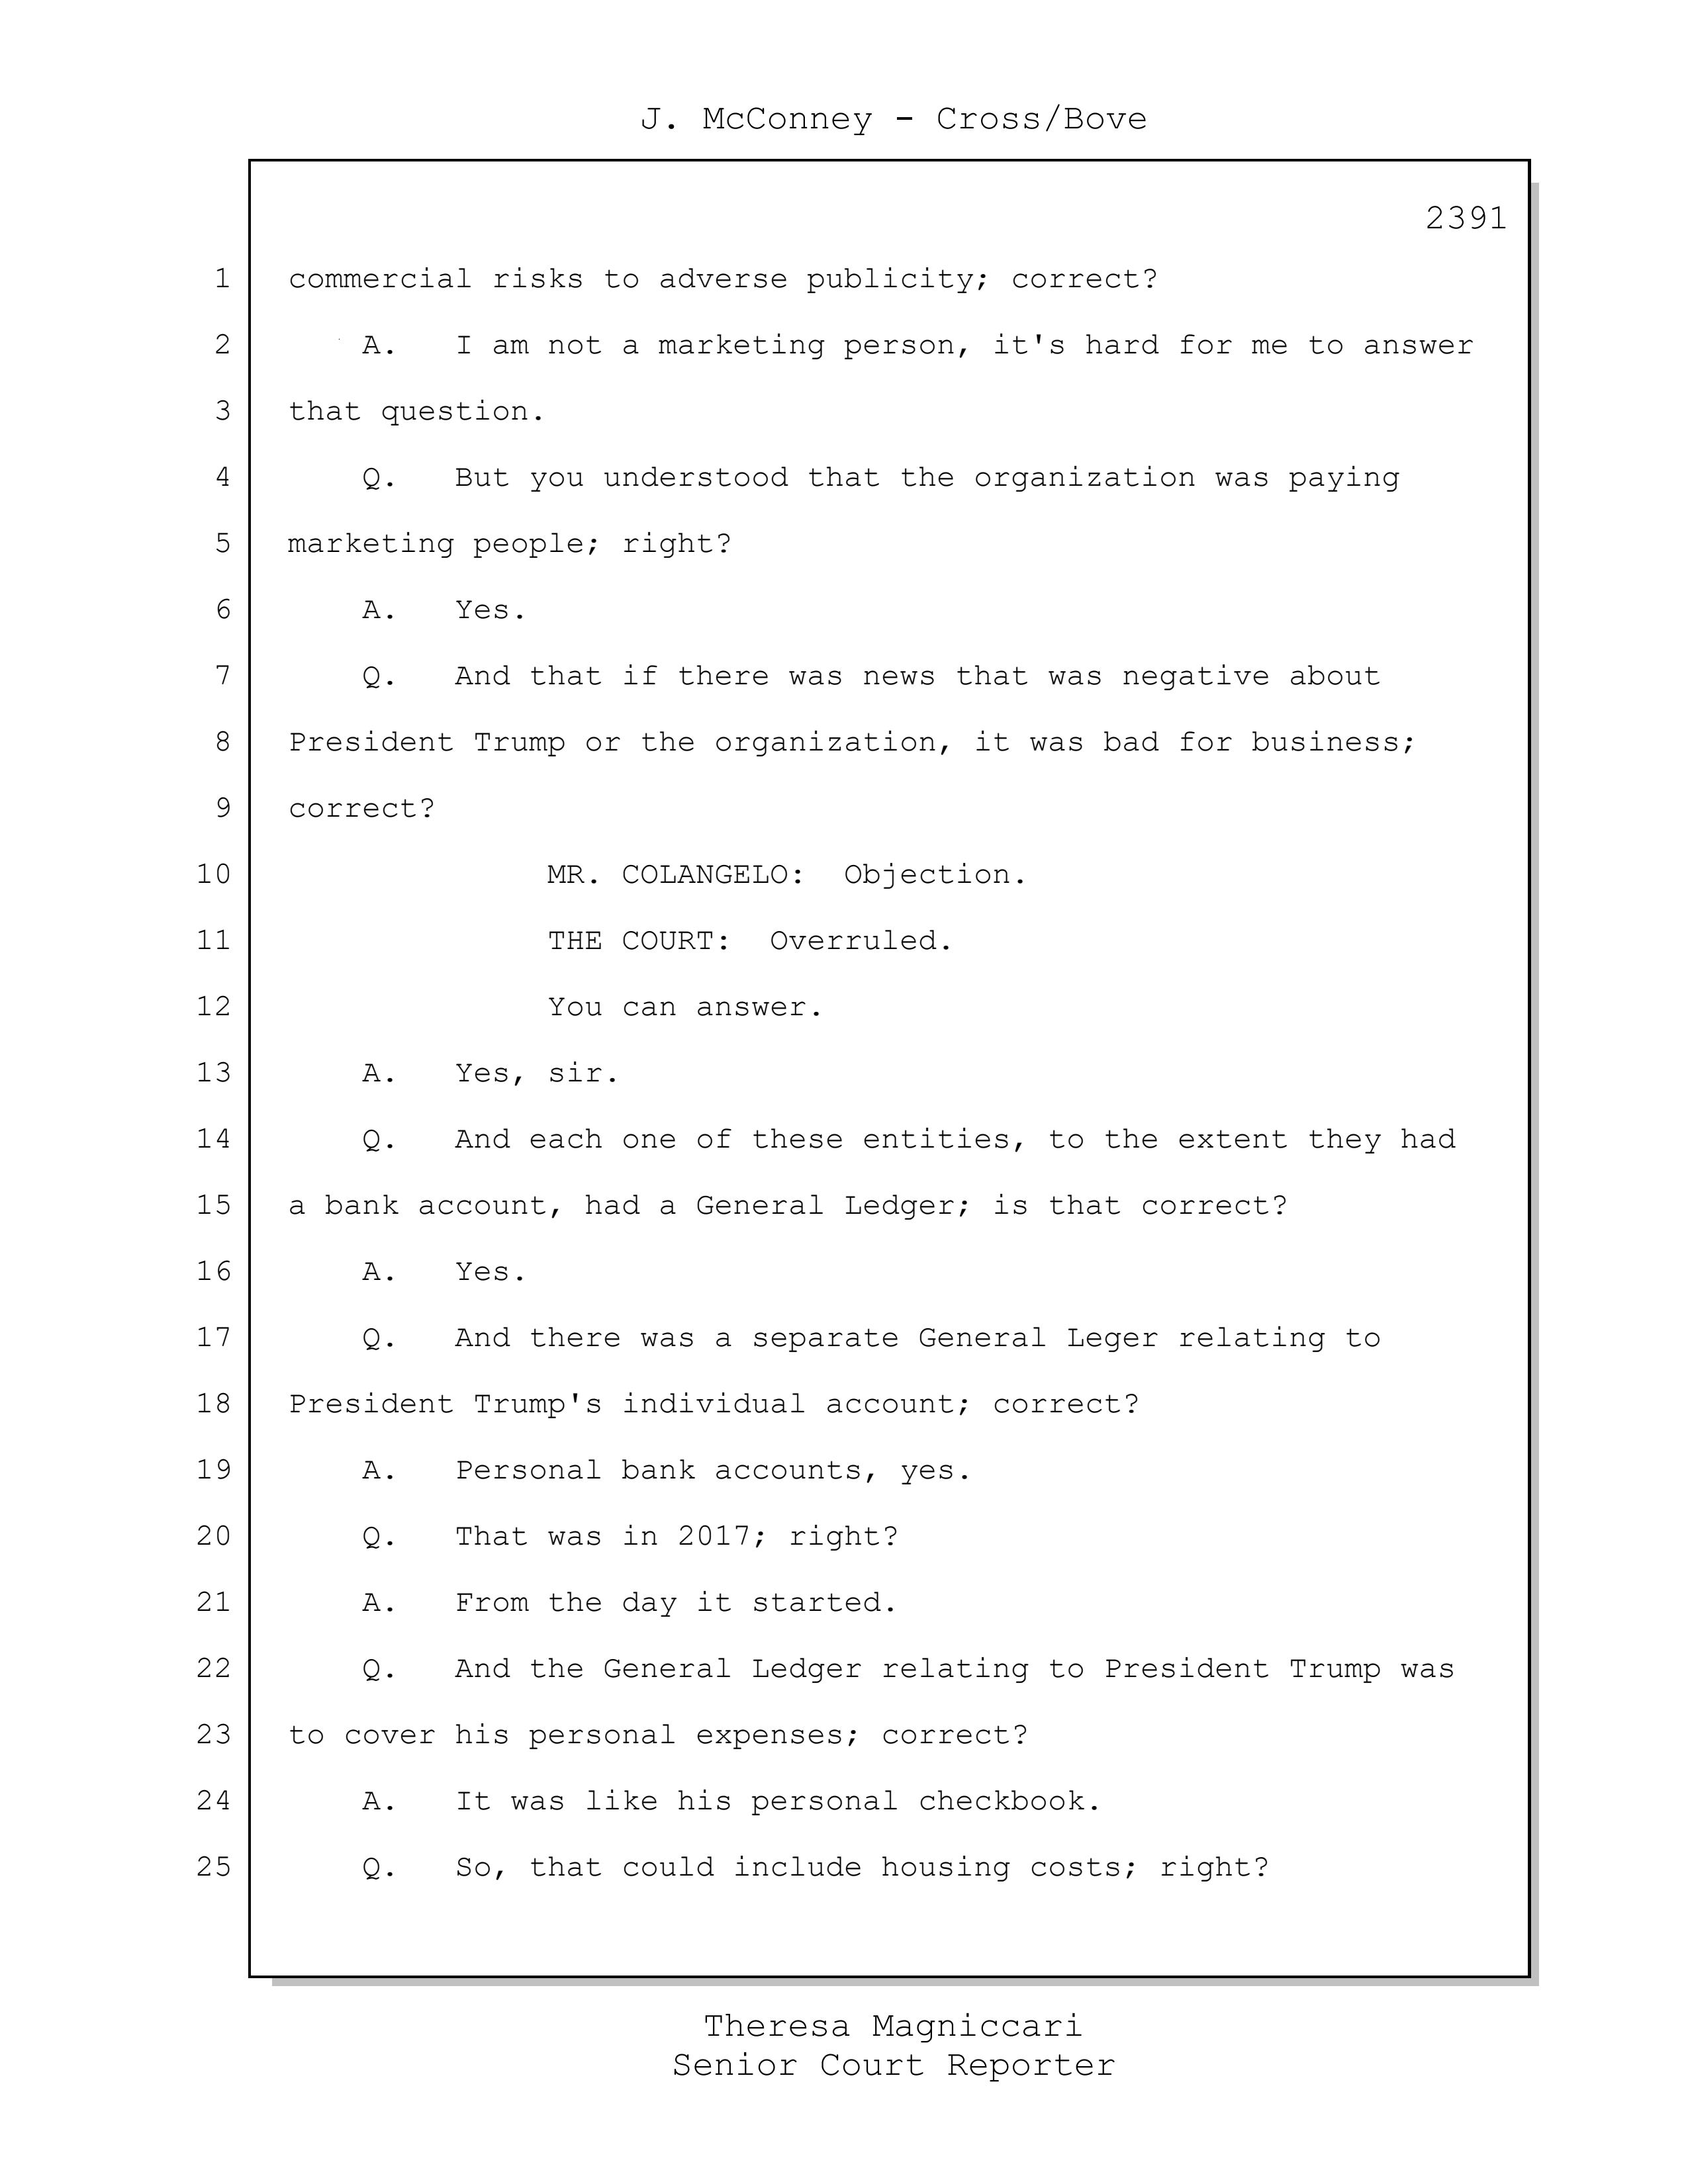 J. McConney - Cross/Bove
2391
1 commercial risks to adverse publicity; correct?
2 A. I am not a marketing person, it's hard for me to answer
3 that question.
4 Q. But you understood that the organization was paying
5 marketing people; right?
6 A. Yes.
7 Q. And that if there was news that was negative about
8 President Trump or the organization, it was bad for business;
9 correct?
10 MR. COLANGELO: Objection.
11 THE COURT: Overruled.
12 You can answer.
13 A. Yes, sir.
14 Q. And each one of these entities, to the extent they had
15 a bank account, had a General Ledger; is that correct?
16 A. Yes.
17 Q. And there was a separate General Leger relating to
18 President Trump's individual account; correct?
19 A. Personal bank accounts, yes.
20 Q. That was in 2017; right?
21 A. From the day it started.
22 Q. And the General Ledger relating to President Trump was
23 to cover his personal expenses; correct?
24 A. It was like his personal checkbook.
25 Q. So, that could include housing costs; right?
Theresa Magniccari
Senior Court Reporter